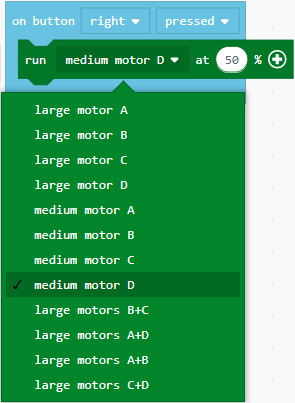 on button right pressed
run medium motor D at 50 %
large motor A
large motor B
large motor C
large motor D
medium motor A
medium motor B
medium motor C
medium motor D
large motors B+C
large motors A+D
large motors A+B
large motors C+D